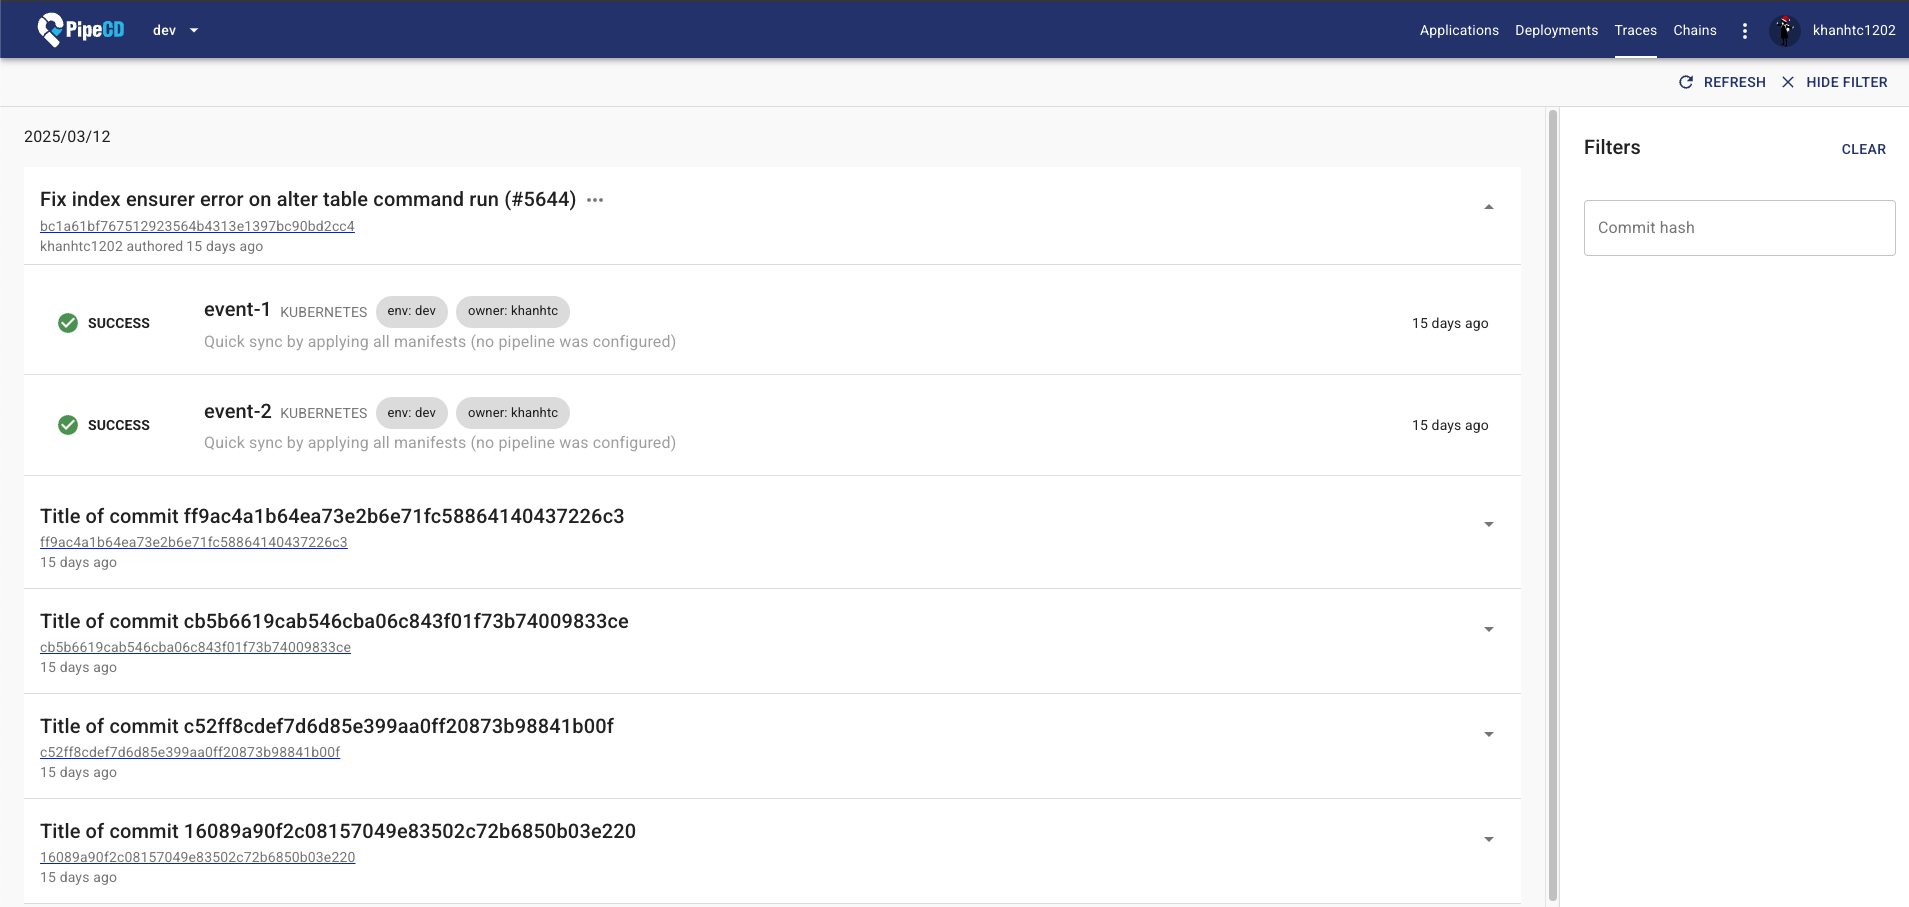 PipeCD
dev
Applications
Deployments
Traces
Chains
khanhtc1202
REFRESH
HIDE FILTER
2025/03/12
Fix index ensurer error on alter table command run (#5644) ···
bc1a61bf767512923564b4313e1397bc90bd2cc4
khanhtc1202 authored 15 days ago
SUCCESS
event-1 KUBERNETES env: dev owner: khanhtc
Quick sync by applying all manifests (no pipeline was configured)
15 days ago
SUCCESS
event-2 KUBERNETES env: dev owner: khanhtc
Quick sync by applying all manifests (no pipeline was configured)
15 days ago
Title of commit ff9ac4a1b64ea73e2b6e71fc58864140437226c3
ff9ac4a1b64ea73e2b6e71fc58864140437226c3
15 days ago
Title of commit cb5b6619cab546cba06c843f01f73b74009833ce
cb5b6619cab546cba06c843f01f73b74009833ce
15 days ago
Title of commit c52ff8cdef7d6d85e399aa0ff20873b98841b00f
c52ff8cdef7d6d85e399aa0ff20873b98841b00f
15 days ago
Title of commit 16089a90f2c08157049e83502c72b6850b03e220
16089a90f2c08157049e83502c72b6850b03e220
15 days ago
Filters
CLEAR
Commit hash